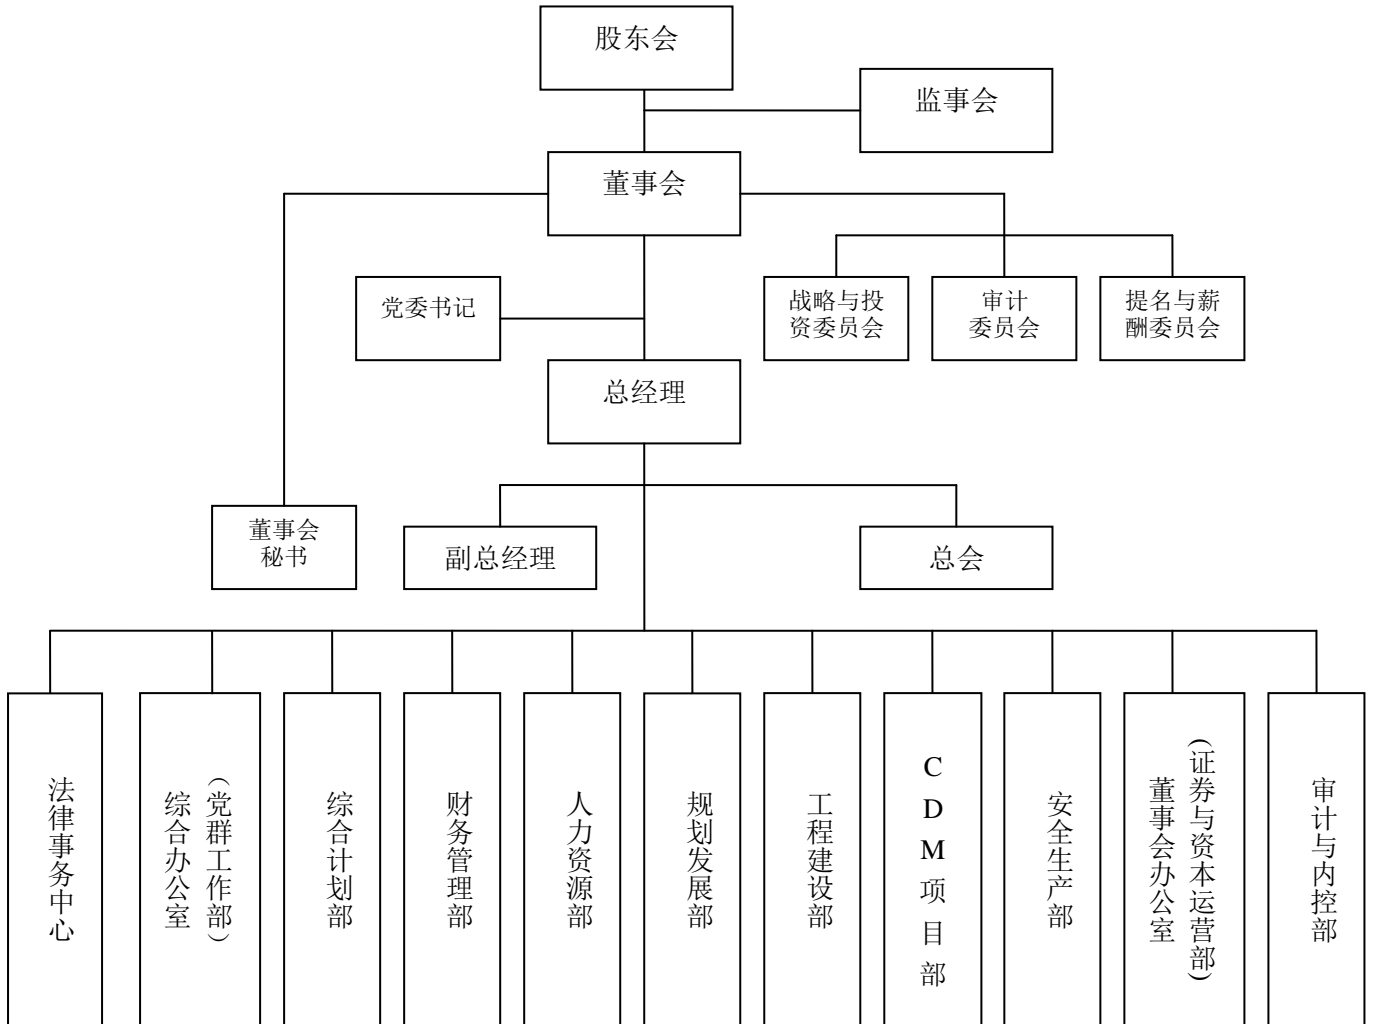 股东会
监事会
董事会
党委书记
战略与投
资委员会
审计
委员会
提名与薪
酬委员会
总经理
董事会
秘书
副总经理
总会
法律事务中心
综合办公室
(党群工作部)
综合计划部
财务管理部
人力资源部
规划发展部
工程建设部
CDM项目部
安全生产部
董事会办公室
(证券与资本运营部)
审计与内控部